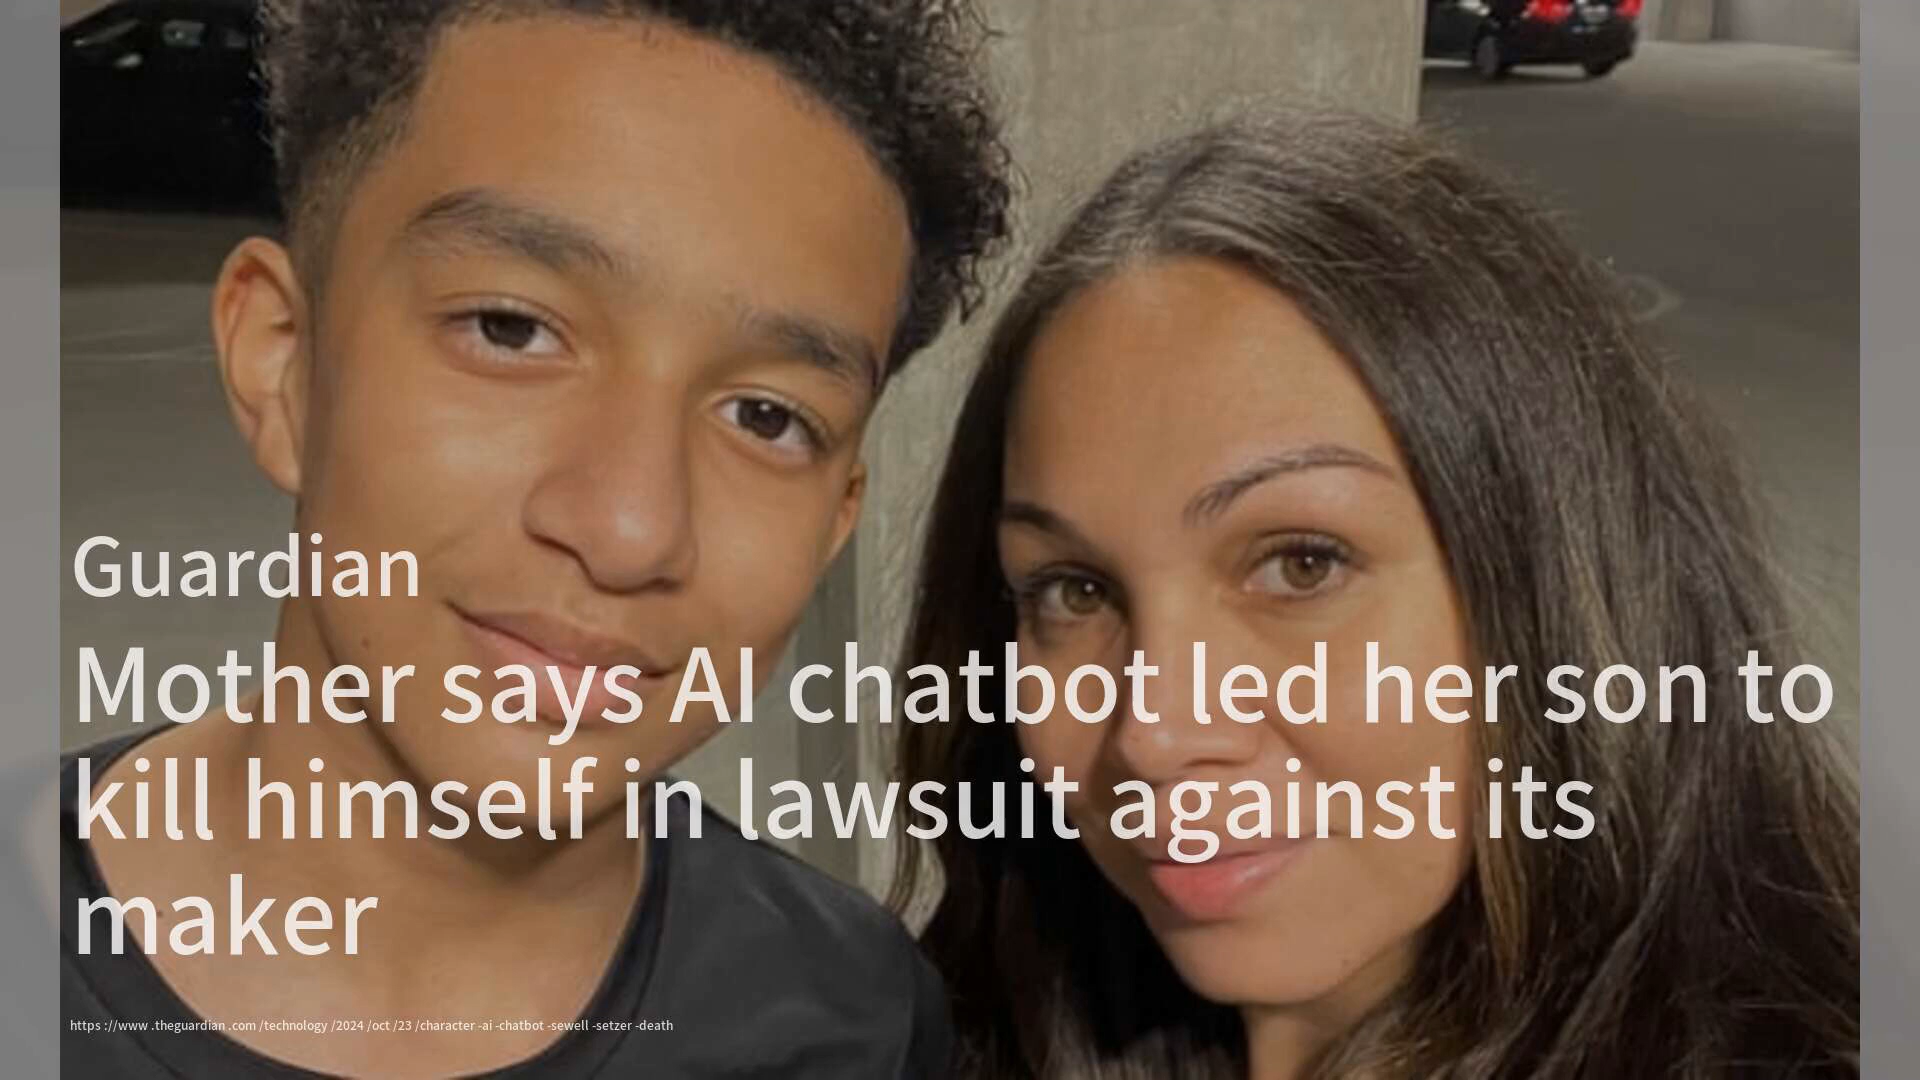 Guardian
Mother says AI chatbot led her son to
kill himself in lawsuit against its
maker
https ://www .theguardian .com /technology /2024 /oct /23 /character -ai -chatbot -sewell -setzer -death